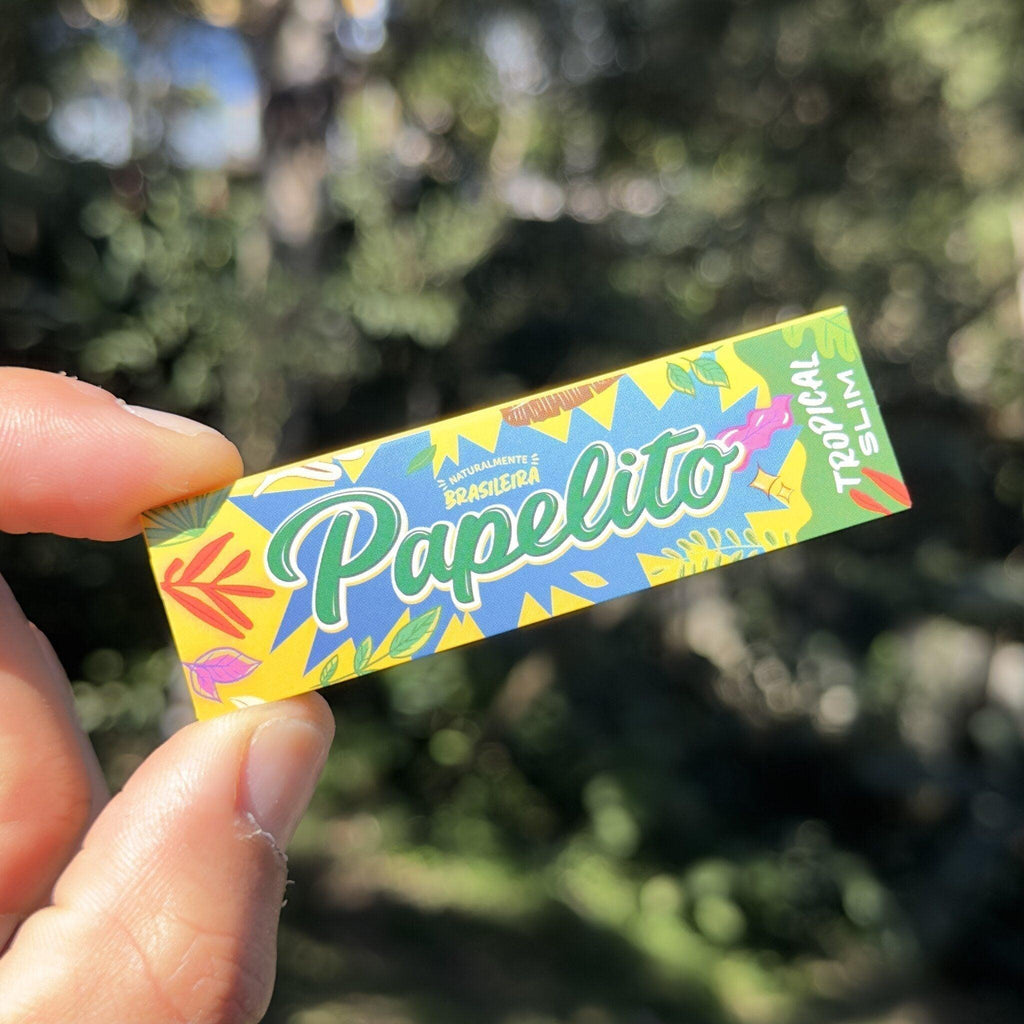 NATURALMENTE
BRASILEIRA
Papelito
TROPICAL
SLIM